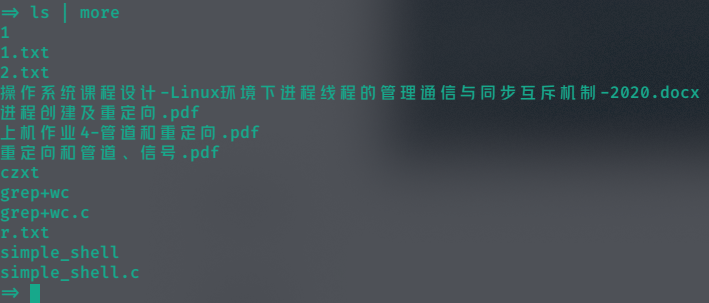 => ls | more
1
1.txt
2.txt
操作系统课程设计-Linux环境下进程线程的管理通信与同步互斥机制-2020.docx
进程创建及重定向.pdf
上机作业4-管道和重定向.pdf
重定向和管道、信号.pdf
czxt
grep+wc
grep+wc.c
r.txt
simple_shell
simple_shell.c
=>